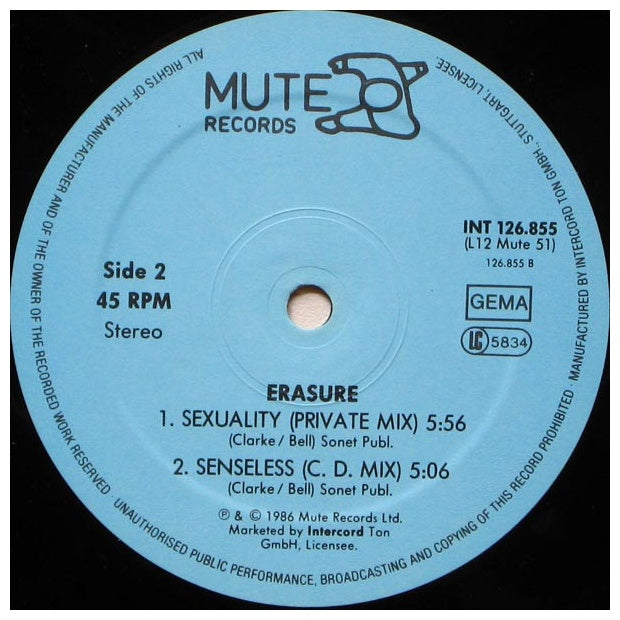 MUTE
RECORDS
INT 126.855
(L12 Mute 51)
126.855 B
Side 2
45 RPM
Stereo
GEMA
LC 5834
ERASURE
1. SEXUALITY (PRIVATE MIX) 5:56
(Clarke / Bell) Sonet Publ.
2. SENSELESS (C. D. MIX) 5:06
(Clarke / Bell) Sonet Publ.
℗ & © 1986 Mute Records Ltd.
Marketed by Intercord Ton
GmbH, Licensee.
ALL RIGHTS OF THE MANUFACTURER AND OF THE OWNER OF THE RECORDED WORK RESERVED · UNAUTHORISED PUBLIC PERFORMANCE, BROADCASTING AND COPYING OF THIS RECORD PROHIBITED · MANUFACTURED BY INTERCORD TON GMBH, STUTTGART, LICENSEE.